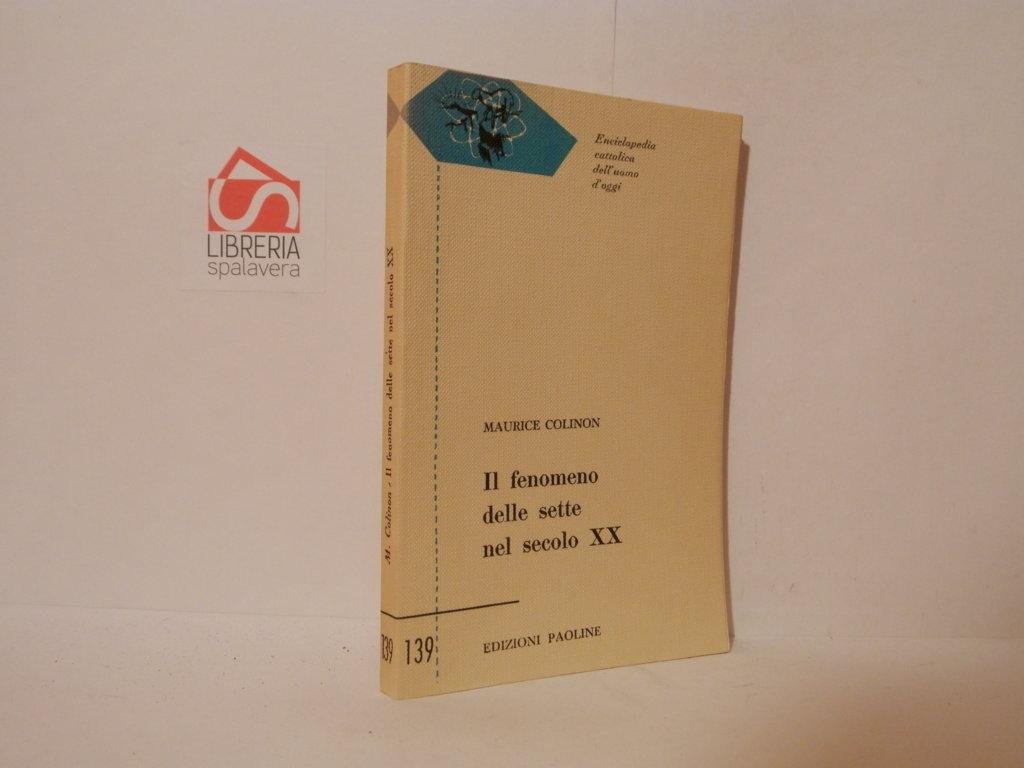 LIBRERIA
spalavera
Enciclopedia
cattolica
dell'uomo
d'oggi
MAURICE COLINON
Il fenomeno
delle sette
nel secolo XX
EDIZIONI PAOLINE
139
M. Colinon - Il fenomeno delle sette nel secolo XX
139